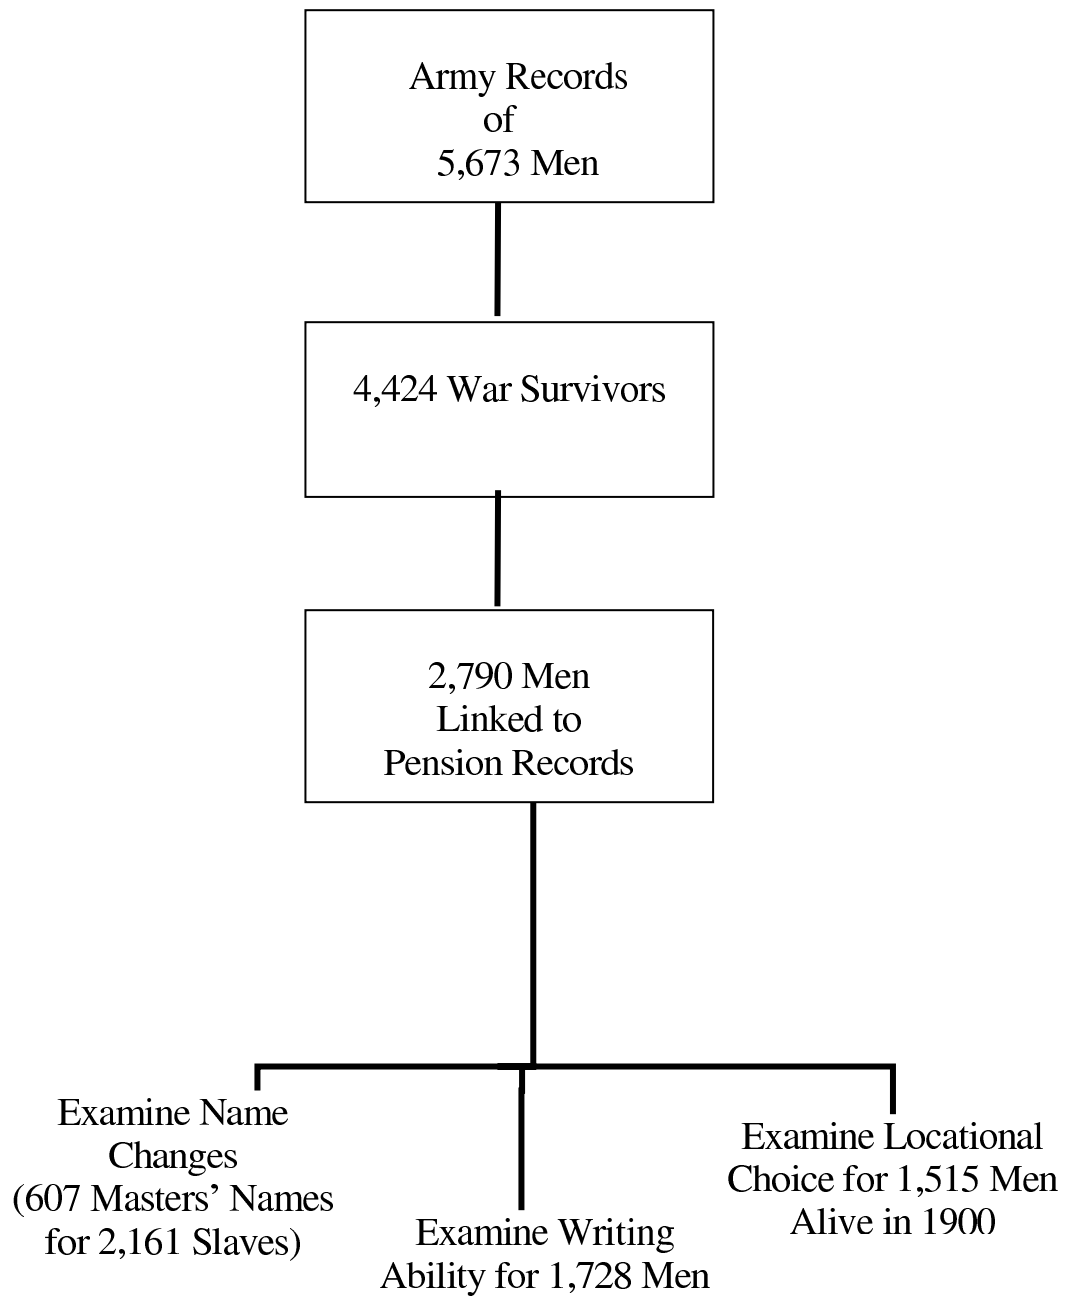 Army Records
of
5,673 Men
4,424 War Survivors
2,790 Men
Linked to
Pension Records
Examine Name
Changes
(607 Masters’ Names
for 2,161 Slaves)
Examine Writing
Ability for 1,728 Men
Examine Locational
Choice for 1,515 Men
Alive in 1900